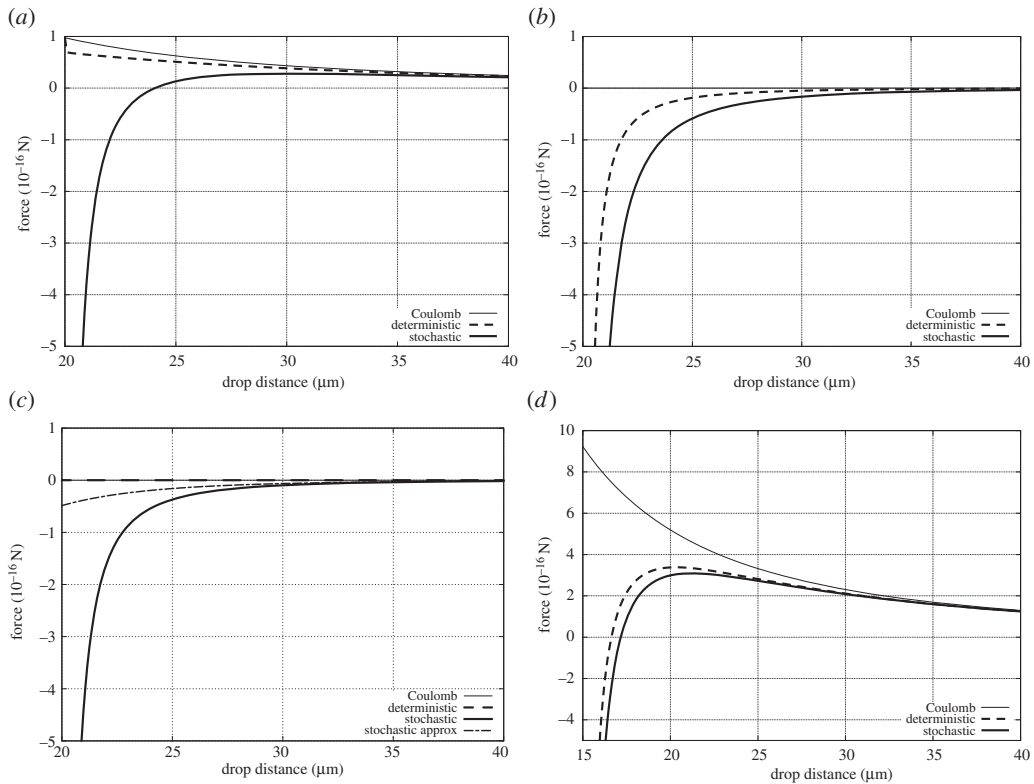 (a)
1
0
–1
–2
–3
–4
–5
force (10–16 N)
Coulomb
deterministic
stochastic
20 25 30 35 40
drop distance (µm)
(b)
1
0
–1
–2
–3
–4
–5
force (10–16 N)
Coulomb
deterministic
stochastic
20 25 30 35 40
drop distance (µm)
(c)
1
0
–1
–2
–3
–4
–5
force (10–16 N)
Coulomb
deterministic
stochastic
stochastic approx
20 25 30 35 40
drop distance (µm)
(d)
10
8
6
4
2
0
–2
–4
force (10–16 N)
Coulomb
deterministic
stochastic
15 20 25 30 35 40
drop distance (µm)